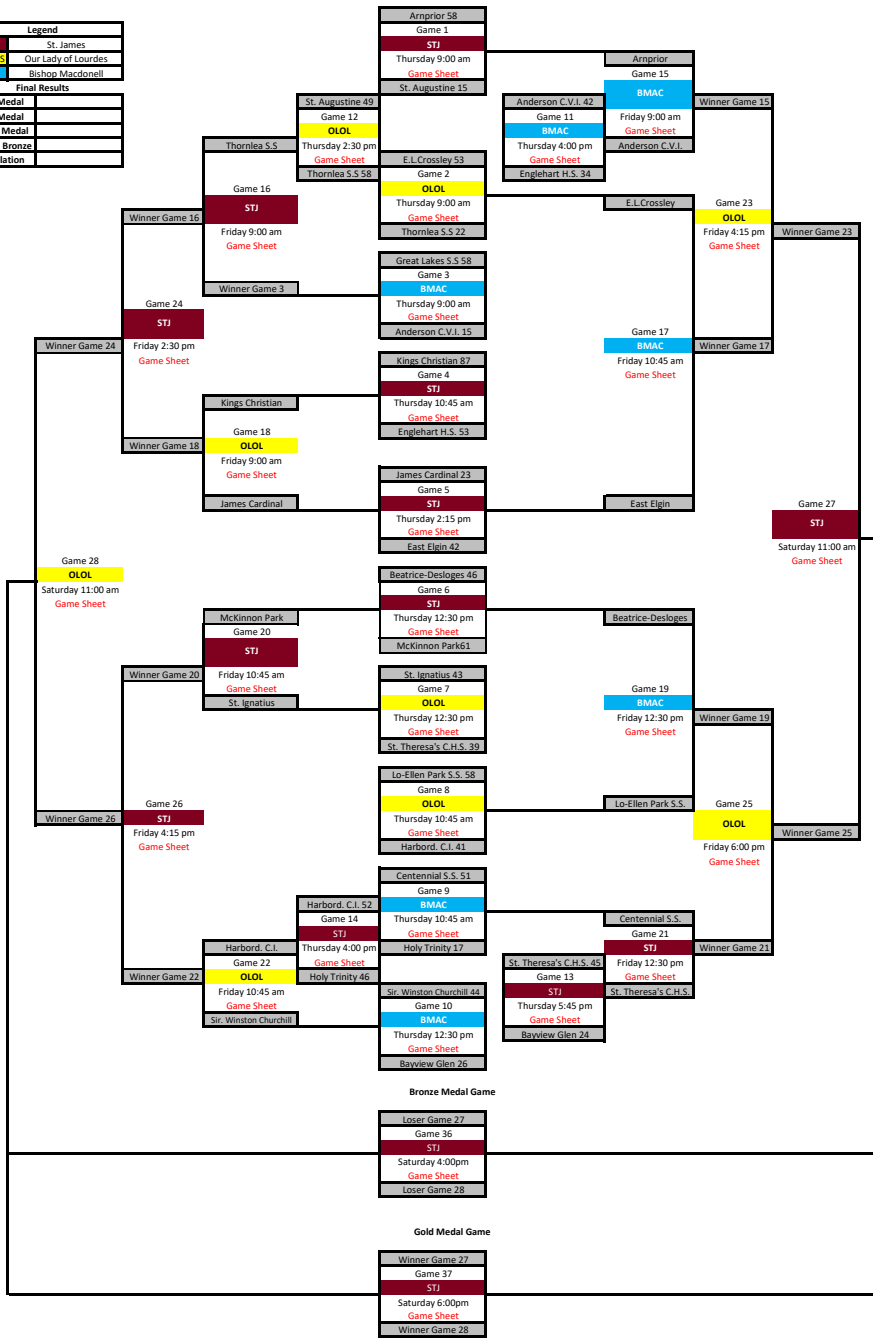 Legend
St. James
S Our Lady of Lourdes
Bishop Macdonell
Final Results
Medal
Medal
Medal
Bronze
lation
Arnprior 58
Game 1
STJ
Thursday 9:00 am
Game Sheet
St. Augustine 15
St. Augustine 49
Game 12
OLOL
Thursday 2:30 pm
Game Sheet
Thornlea S.S 58
E.L.Crossley 53
Game 2
OLOL
Thursday 9:00 am
Game Sheet
Thornlea S.S 22
Anderson C.V.I. 42
Game 11
BMAC
Thursday 4:00 pm
Game Sheet
Englehart H.S. 34
Arnprior
Game 15
BMAC
Friday 9:00 am
Game Sheet
Anderson C.V.I.
Winner Game 15
Thornlea S.S
Game 16
STJ
Friday 9:00 am
Game Sheet
Winner Game 3
Winner Game 16
Great Lakes S.S 58
Game 3
BMAC
Thursday 9:00 am
Game Sheet
Anderson C.V.I. 15
E.L.Crossley
Game 23
OLOL
Friday 4:15 pm
Game Sheet
Winner Game 23
Game 24
STJ
Friday 2:30 pm
Game Sheet
Winner Game 24
Kings Christian 87
Game 4
STJ
Thursday 10:45 am
Game Sheet
Englehart H.S. 53
Game 17
BMAC
Friday 10:45 am
Game Sheet
Winner Game 17
Kings Christian
Game 18
OLOL
Friday 9:00 am
Game Sheet
James Cardinal
Winner Game 18
James Cardinal 23
Game 5
STJ
Thursday 2:15 pm
Game Sheet
East Elgin 42
East Elgin
Game 27
STJ
Saturday 11:00 am
Game Sheet
Game 28
OLOL
Saturday 11:00 am
Game Sheet
Beatrice-Desloges 46
Game 6
STJ
Thursday 12:30 pm
Game Sheet
McKinnon Park61
McKinnon Park
Game 20
STJ
Friday 10:45 am
Game Sheet
St. Ignatius
Winner Game 20
Beatrice-Desloges
St. Ignatius 43
Game 7
OLOL
Thursday 12:30 pm
Game Sheet
St. Theresa's C.H.S. 39
Game 19
BMAC
Friday 12:30 pm
Game Sheet
Winner Game 19
Lo-Ellen Park S.S. 58
Game 8
OLOL
Thursday 10:45 am
Game Sheet
Harbord. C.I. 41
Lo-Ellen Park S.S.
Game 25
OLOL
Friday 6:00 pm
Game Sheet
Winner Game 25
Game 26
STJ
Friday 4:15 pm
Game Sheet
Winner Game 26
Centennial S.S. 51
Game 9
BMAC
Thursday 10:45 am
Game Sheet
Holy Trinity 17
Harbord. C.I. 52
Game 14
STJ
Thursday 4:00 pm
Game Sheet
Holy Trinity 46
Centennial S.S.
Game 21
STJ
Friday 12:30 pm
Game Sheet
St. Theresa's C.H.S.
Winner Game 21
Harbord. C.I.
Game 22
OLOL
Friday 10:45 am
Game Sheet
Sir. Winston Churchill
Winner Game 22
St. Theresa's C.H.S. 45
Game 13
STJ
Thursday 5:45 pm
Game Sheet
Bayview Glen 24
Sir. Winston Churchill 44
Game 10
BMAC
Thursday 12:30 pm
Game Sheet
Bayview Glen 26
Bronze Medal Game
Loser Game 27
Game 36
STJ
Saturday 4:00pm
Game Sheet
Loser Game 28
Gold Medal Game
Winner Game 27
Game 37
STJ
Saturday 6:00pm
Game Sheet
Winner Game 28